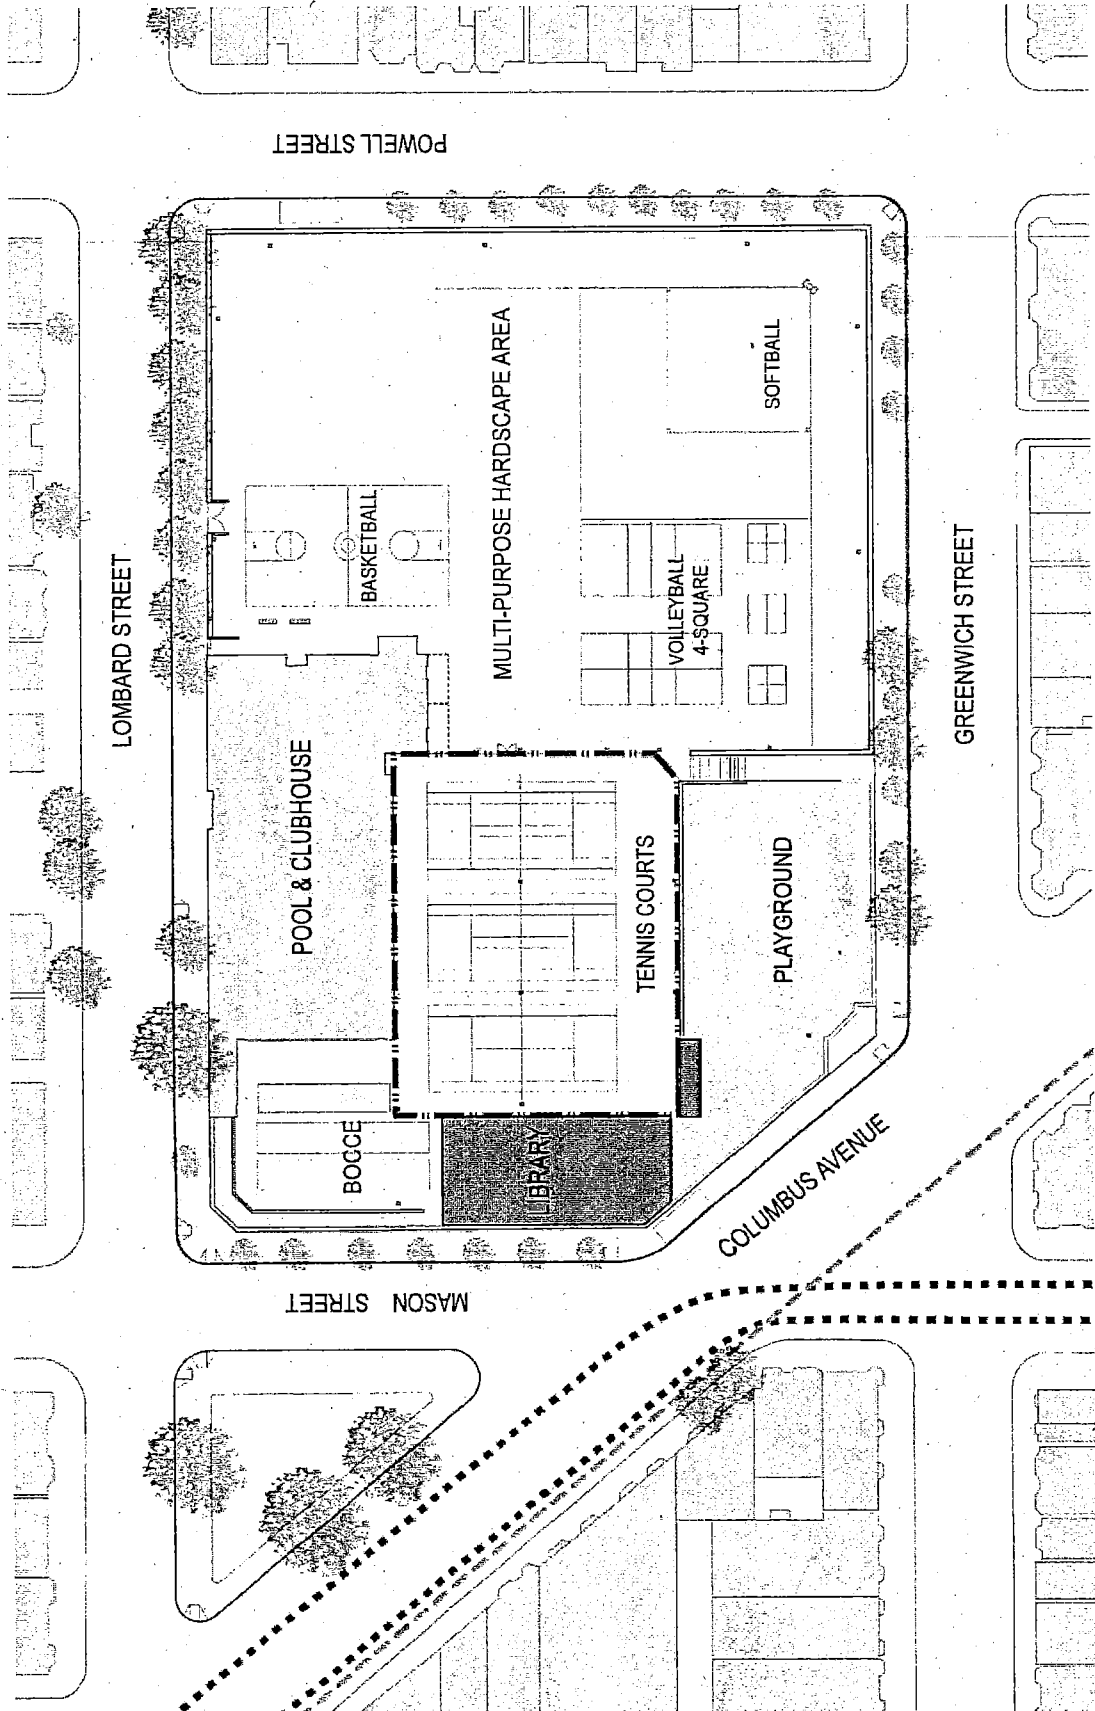 POWELL STREET
LOMBARD STREET
MULTI-PURPOSE HARDSCAPE AREA
SOFTBALL
BASKETBALL
VOLLEYBALL
4-SQUARE
GREENWICH STREET
POOL & CLUBHOUSE
TENNIS COURTS
PLAYGROUND
BOCCE
LIBRARY
COLUMBUS AVENUE
MASON STREET